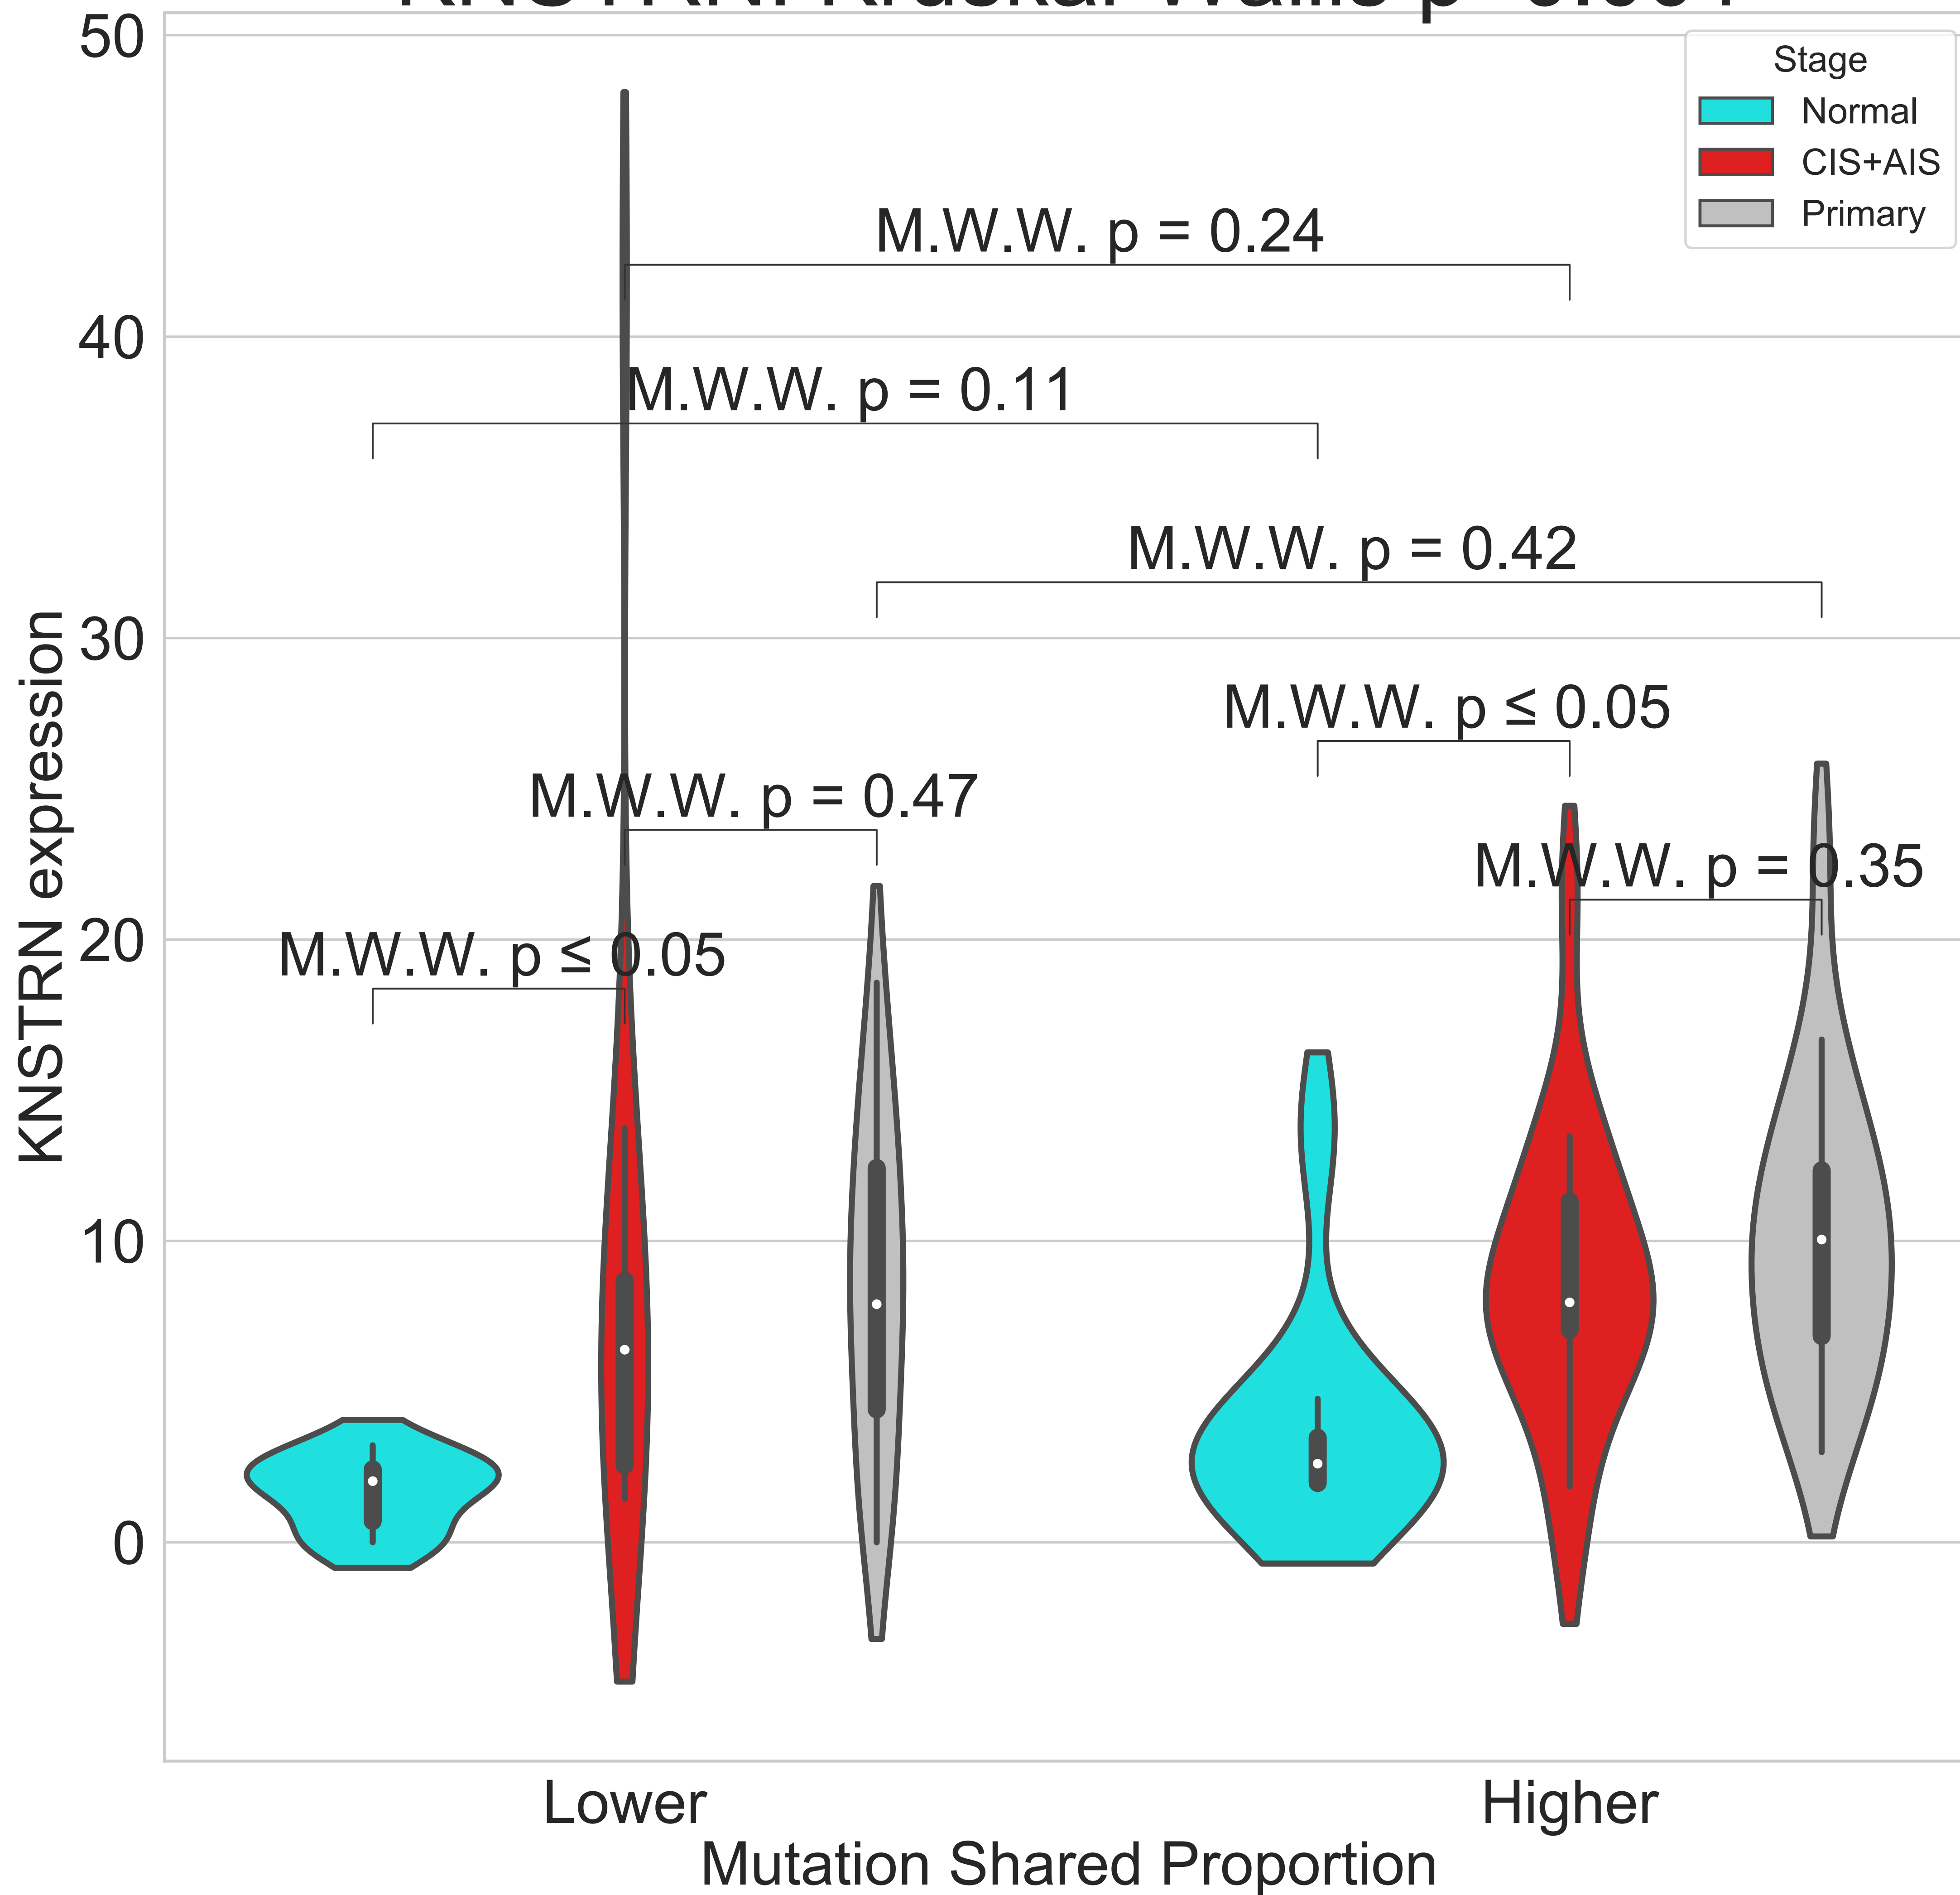 50
Stage
Normal
CIS+AIS
Primary
M.W.W. p = 0.24
40
M.W.W. p = 0.11
M.W.W. p = 0.42
30
M.W.W. p ≤ 0.05
M.W.W. p = 0.47
M.W.W. p = 0.35
20
M.W.W. p ≤ 0.05
KNSTRN expression
10
0
Lower
Higher
Mutation Shared Proportion